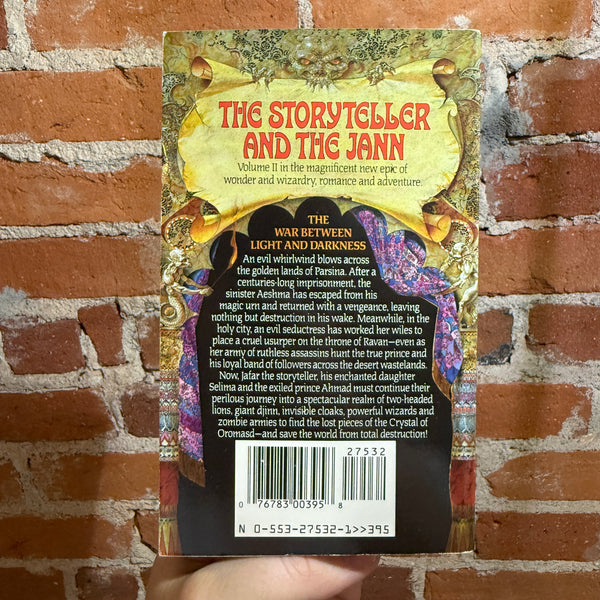 THE STORYTELLER
AND THE JANN
Volume II in the magnificent new epic of
wonder and wizardry, romance and adventure.
THE
WAR BETWEEN
LIGHT AND DARKNESS
An evil whirlwind blows across
the golden lands of Parsina. After a
centuries-long imprisonment, the
sinister Aeshma has escaped from his
magic urn and returned with a vengeance, leaving
nothing but destruction in his wake. Meanwhile, in the
holy city, an evil seductress has worked her wiles to
place a cruel usurper on the throne of Ravan—even as
her army of ruthless assassins hunt the true prince and
his loyal band of followers across the desert wastelands.
Now, Jafar the storyteller, his enchanted daughter
Selima and the exiled prince Ahmad must continue their
perilous journey into a spectacular realm of two-headed
lions, giant djinn, invisible cloaks, powerful wizards and
zombie armies to find the lost pieces of the Crystal of
Oromasd—and save the world from total destruction!
27532
0 76783 00395 8
N 0-553-27532-1>>395